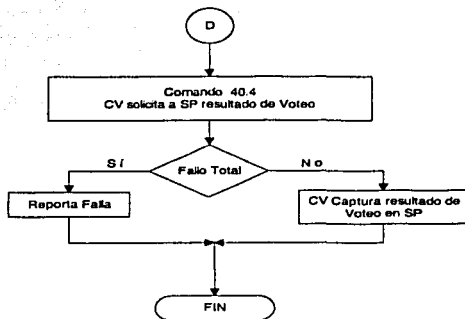 D
Comando 40.4
CV solicita a SP resultado de Voteo
Sí
Fallo Total
No
Reporta Falla
CV Captura resultado de
Voteo en SP
FIN